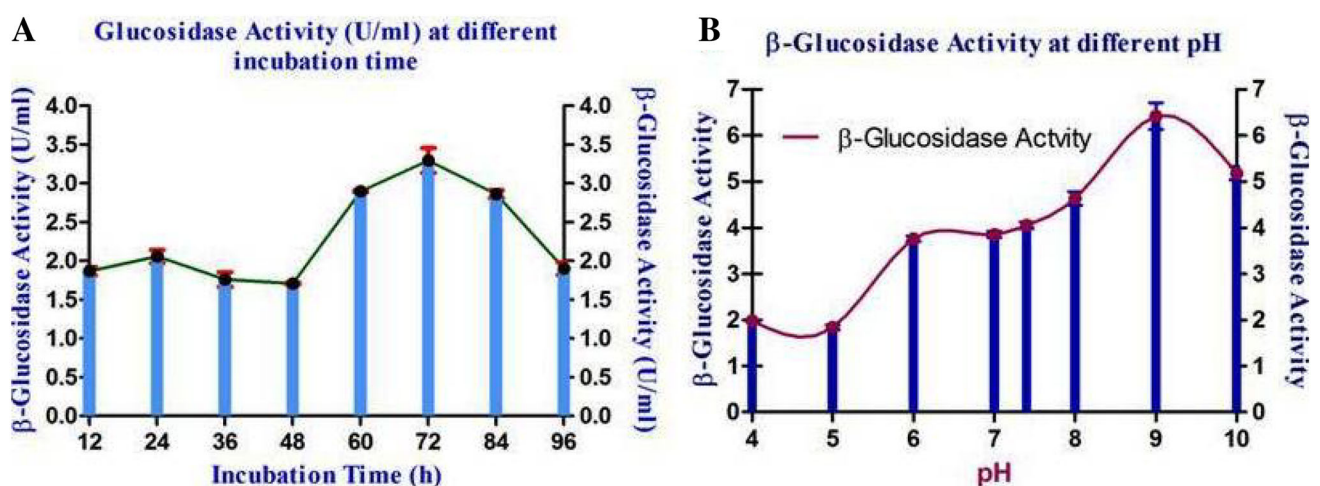 A
Glucosidase Activity (U/ml) at different
incubation time
β-Glucosidase Activity (U/ml)
4.0
3.5
3.0
2.5
2.0
1.5
1.0
0.5
0.0
4.0
3.5
3.0
2.5
2.0
1.5
1.0
0.5
0.0
β-Glucosidase Activity (U/ml)
12 24 36 48 60 72 84 96
Incubation Time (h)
B
β-Glucosidase Activity at different pH
β-Glucosidase Activity
7
6
5
4
3
2
1
0
β-Glucosidase Actvity
7
6
5
4
3
2
1
0
β-Glucosidase Activity
4 5 6 7 8 9 10
pH